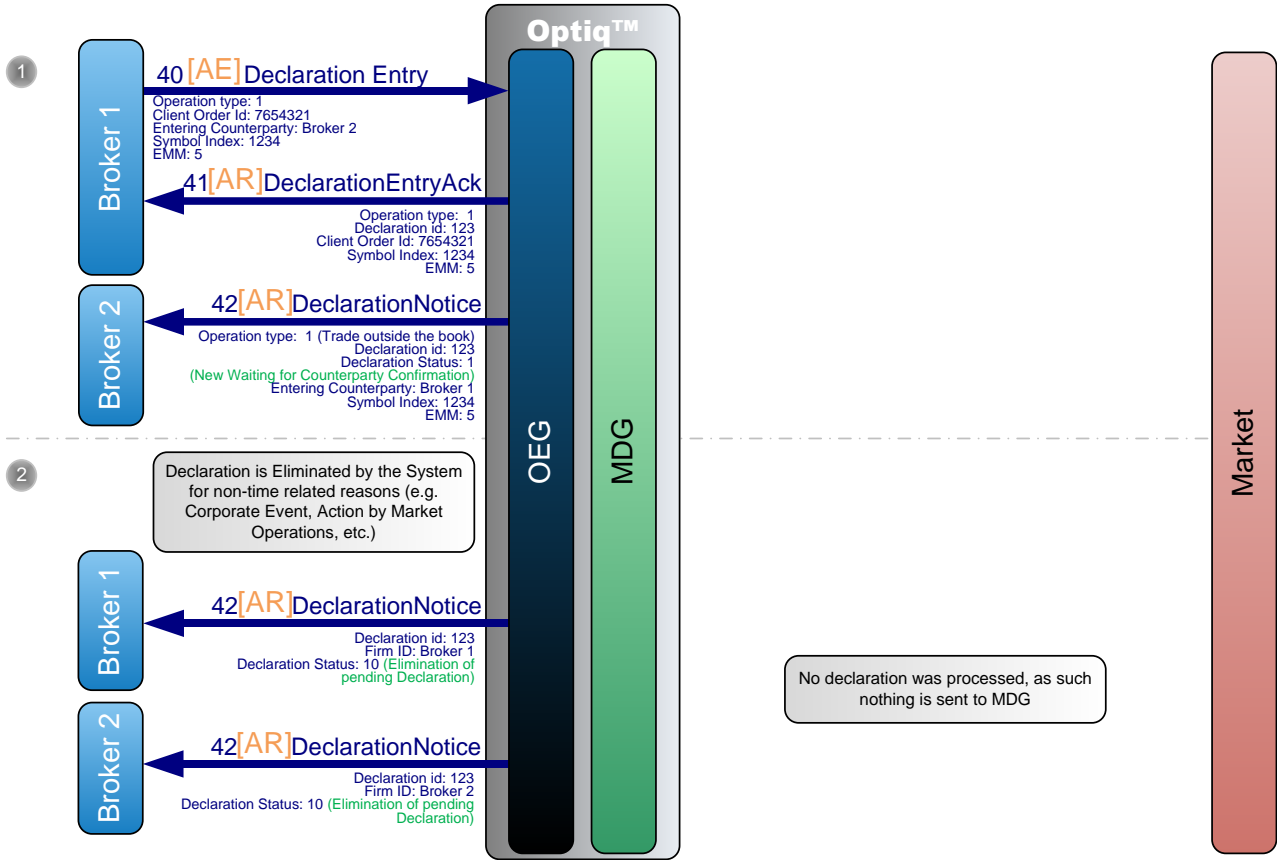 Optiq™
1
Broker 1
40 [AE] Declaration Entry
Operation type: 1
Client Order Id: 7654321
Entering Counterparty: Broker 2
Symbol Index: 1234
EMM: 5
41[AR]DeclarationEntryAck
Operation type:  1
Declaration id: 123
Client Order Id: 7654321
Symbol Index: 1234
EMM: 5
Broker 2
42[AR]DeclarationNotice
Operation type:  1 (Trade outside the book)
Declaration id: 123
Declaration Status: 1
(New Waiting for Counterparty Confirmation)
Entering Counterparty: Broker 1
Symbol Index: 1234
EMM: 5
OEG
MDG
Market
2
Declaration is Eliminated by the System
for non-time related reasons (e.g.
Corporate Event, Action by Market
Operations, etc.)
Broker 1
42[AR]DeclarationNotice
Declaration id: 123
Firm ID: Broker 1
Declaration Status: 10 (Elimination of
pending Declaration)
No declaration was processed, as such
nothing is sent to MDG
Broker 2
42[AR]DeclarationNotice
Declaration id: 123
Firm ID: Broker 2
Declaration Status: 10 (Elimination of pending
Declaration)